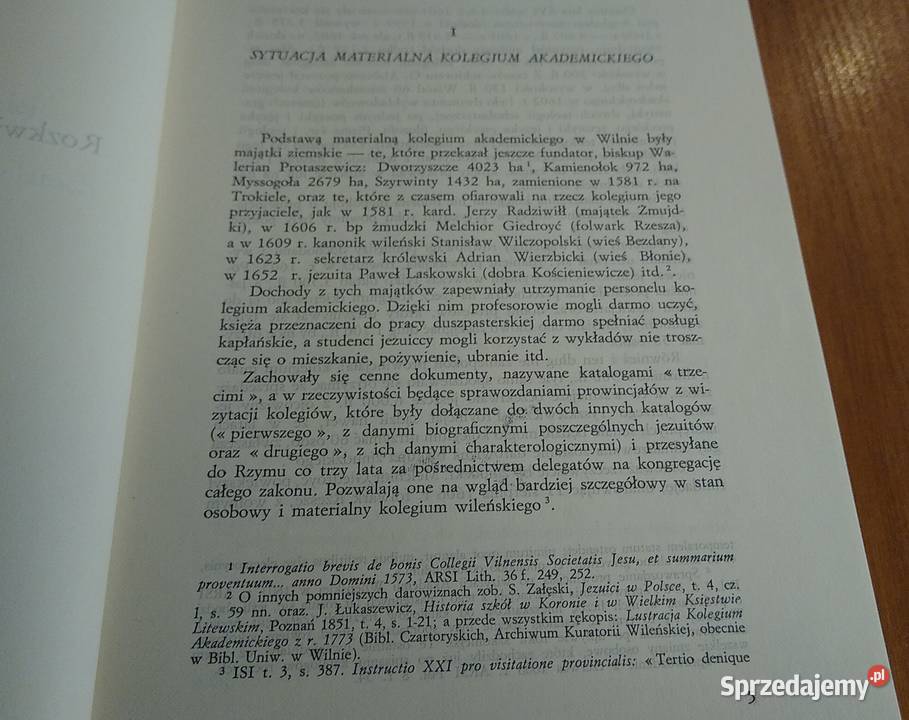 I
SYTUACJA MATERIALNA KOLEGIUM AKADEMICKIEGO
Podstawą materialną kolegium akademickiego w Wilnie były
majątki ziemskie — te, które przekazał jeszcze fundator, biskup Wa-
lerian Protaszewicz: Dworzyszcze 4023 ha¹, Kamienołok 972 ha,
Myssogoła 2679 ha, Szyrwinty 1432 ha, zamienione w 1581 r. na
Trokiele, oraz te, które z czasem ofiarowali na rzecz kolegium jego
przyjaciele, jak w 1581 r. kard. Jerzy Radziwiłł (majątek Żmujd-
ki), w 1606 r. bp żmudzki Melchior Giedroyć (folwark Rzesza),
a w 1609 r. kanonik wileński Stanisław Wilczopolski (wieś Bezdany),
w 1623 r. sekretarz królewski Adrian Wierzbicki (wieś Błonie),
w 1652 r. jezuita Paweł Laskowski (dobra Kościeniewicze) itd.².
Dochody z tych majątków zapewniały utrzymanie personelu ko-
legium akademickiego. Dzięki nim profesorowie mogli darmo uczyć,
księża przeznaczeni do pracy duszpasterskiej darmo spełniać posługi
kapłańskie, a studenci jezuiccy mogli korzystać z wykładów nie trosz-
cząc się o mieszkanie, pożywienie, ubranie itd.
Zachowały się cenne dokumenty, nazywane katalogami « trze-
cimi », a w rzeczywistości będące sprawozdaniami prowincjałów z wi-
zytacji kolegiów, które były dołączane do dwóch innych katalogów
(« pierwszego », z danymi biograficznymi poszczególnych jezuitów
oraz « drugiego », z ich danymi charakterologicznymi) i przesyłane
do Rzymu co trzy lata za pośrednictwem delegatów na kongregację
całego zakonu. Pozwalają one na wgląd bardziej szczegółowy w stan
osobowy i materialny kolegium wileńskiego³.
1 Interrogatio brevis de bonis Collegii Vilnensis Societatis Jesu, et summarium
proventuum... anno Domini 1573, ARSI Lith. 36 f. 249, 252.
2 O innych pomniejszych darowiznach zob. S. Załęski, Jezuici w Polsce, t. 4, cz.
1, s. 59 nn. oraz. J. Łukaszewicz, Historia szkół w Koronie i w Wielkim Księstwie
Litewskim, Poznań 1851, t. 4, s. 1-21; a przede wszystkim rękopis: Lustracja Kolegium
Akademickiego z r. 1773 (Bibl. Czartoryskich, Archiwum Kuratorii Wileńskiej, obecnie
w Bibl. Uniw. w Wilnie).
3 ISI t. 3, s. 387. Instructio XXI pro visitatione provincialis: « Tertio denique
5
Sprzedajemy.pl